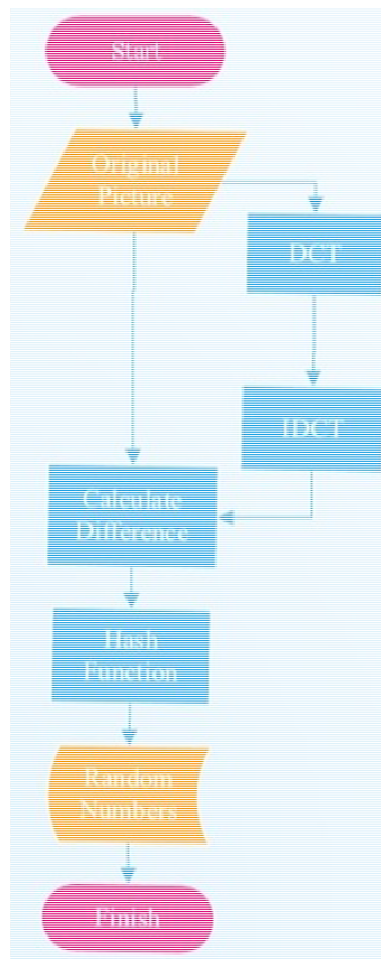 Start
Original
Picture
DCT
IDCT
Calculate
Difference
Hash
Function
Random
Numbers
Finish